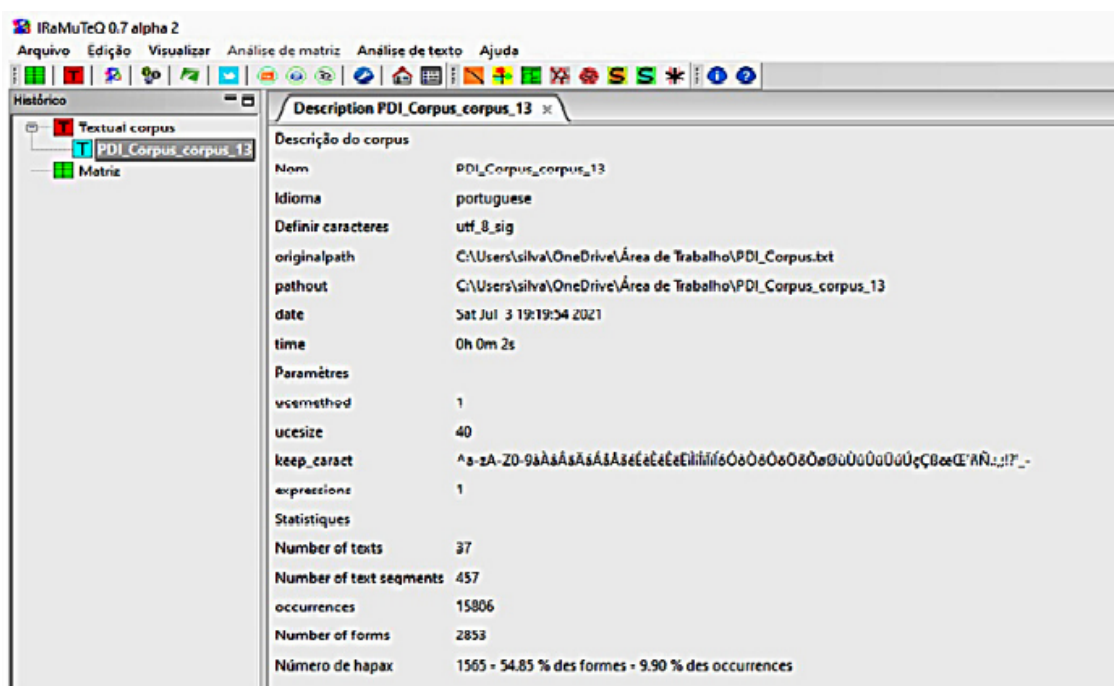 IRaMuTeQ 0.7 alpha 2
Arquivo Edição Visualizar Análise de matriz Análise de texto Ajuda
Histórico
Textual corpus
PDI_Corpus_corpus_13
Matriz
Description PDI_Corpus_corpus_13 ×
Descrição do corpus
Nom PDI_Corpus_corpus_13
Idioma portuguese
Definir caracteres utf_8_sig
originalpath C:\Users\silva\OneDrive\Área de Trabalho\PDI_Corpus.txt
pathout C:\Users\silva\OneDrive\Área de Trabalho\PDI_Corpus_corpus_13
date Sat Jul 3 19:19:54 2021
time 0h 0m 2s
Paramètres
ucemethod 1
ucesize 40
keep_caract
expressions 1
Statistiques
Number of texts 37
Number of text segments 457
occurrences 15806
Number of forms 2853
Número de hapax 1565 - 54.85 % des formes - 9.90 % des occurrences